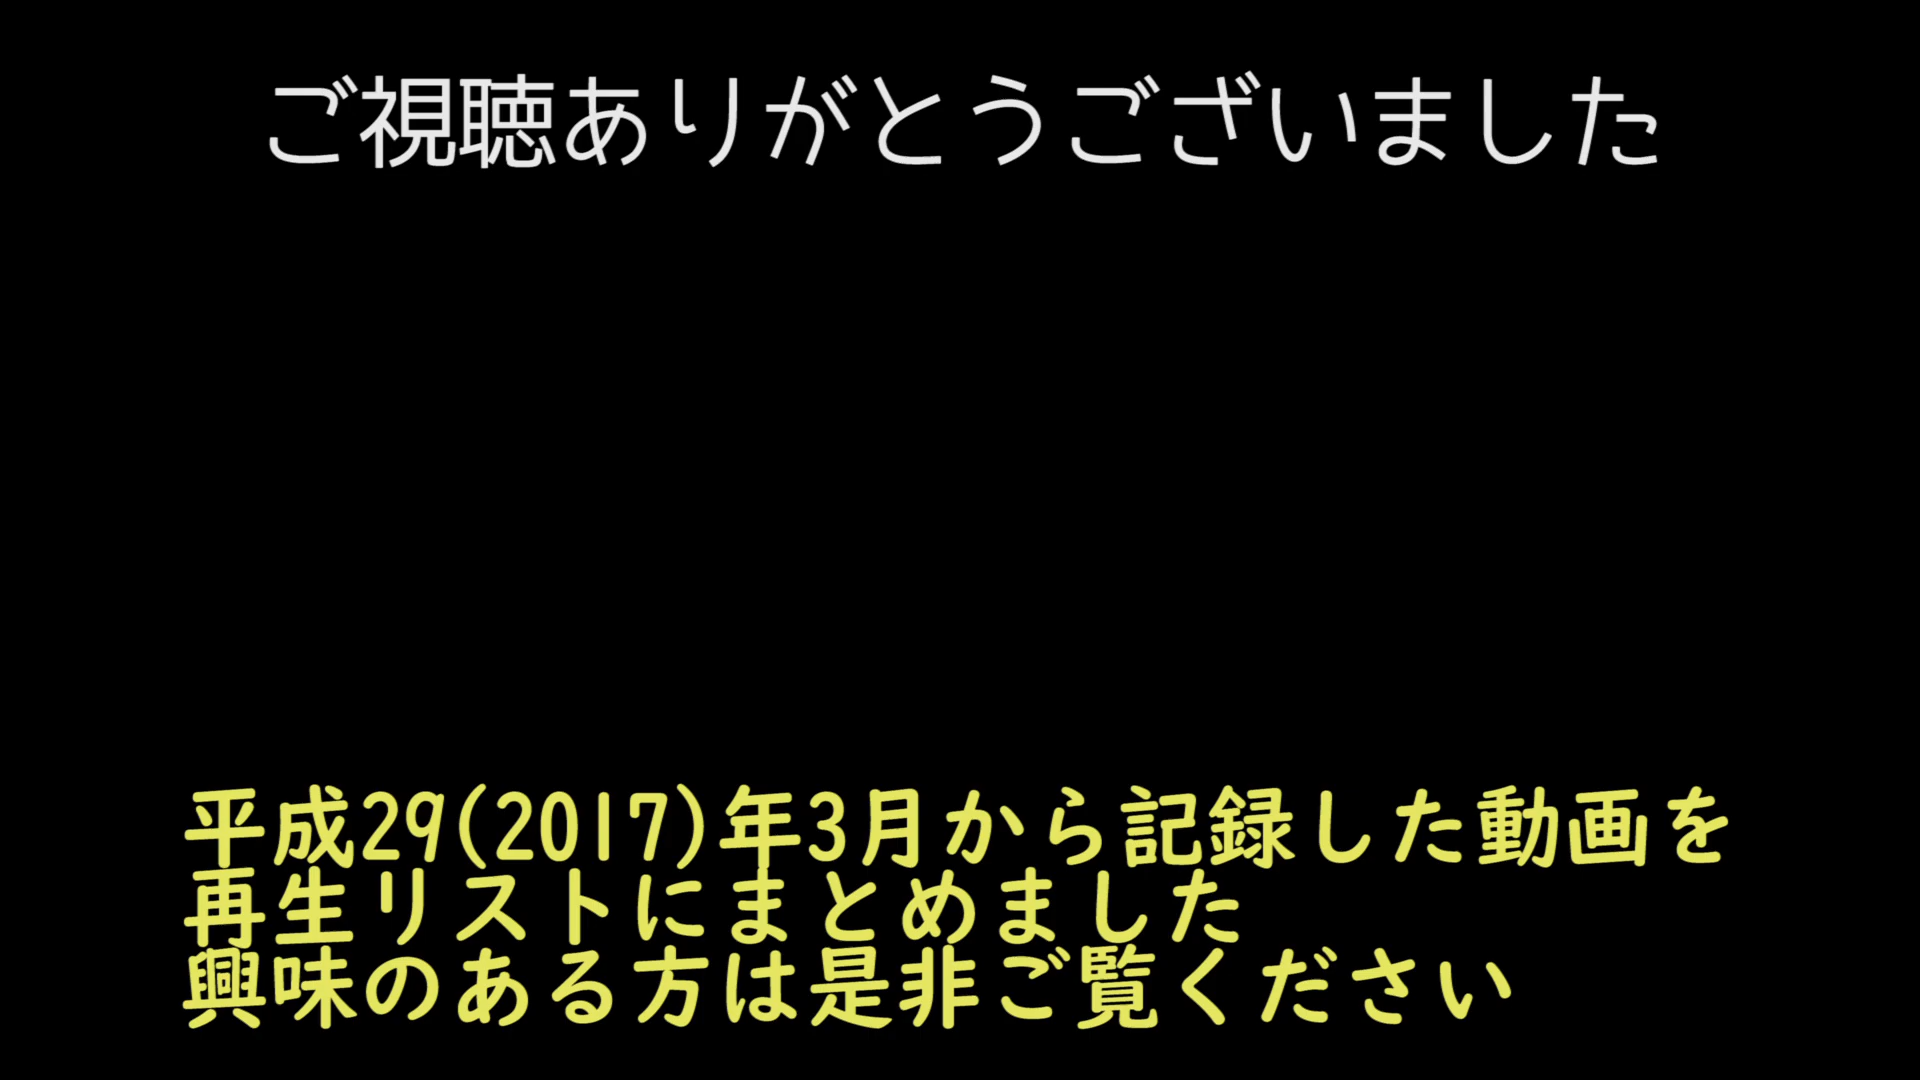 ご視聴ありがとうございました
平成29(2017)年3月から記録した動画を
再生リストにまとめました
興味のある方は是非ご覧ください